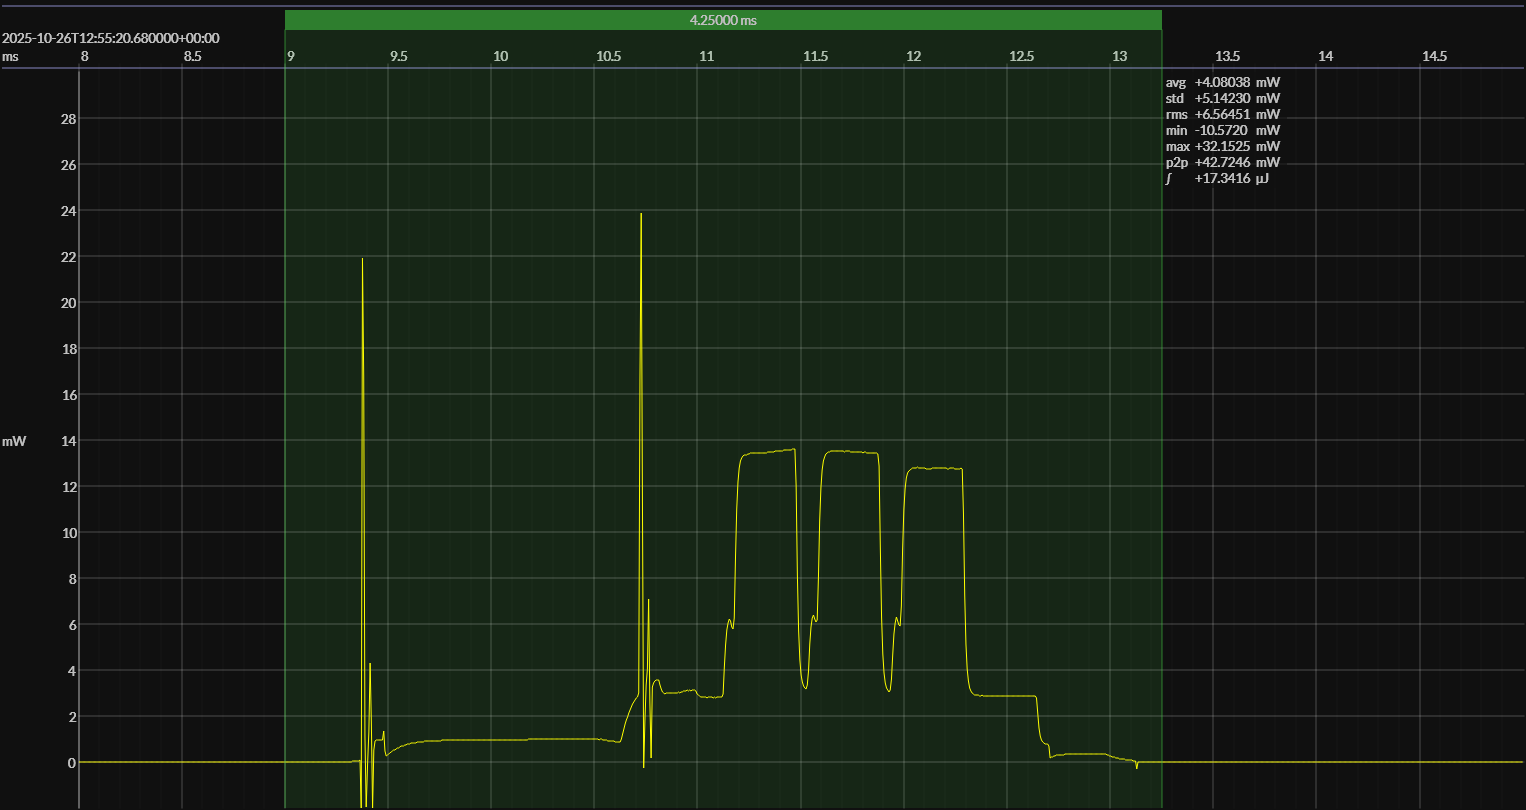 4.25000 ms
2025-10-26T12:55:20.680000+00:00
ms 8 8.5 9 9.5 10 10.5 11 11.5 12 12.5 13 13.5 14 14.5
avg +4.08038 mW
std +5.14230 mW
rms +6.56451 mW
min -10.5720 mW
max +32.1525 mW
p2p +42.7246 mW
∫ +17.3416 µJ
28
26
24
22
20
18
16
mW 14
12
10
8
6
4
2
0